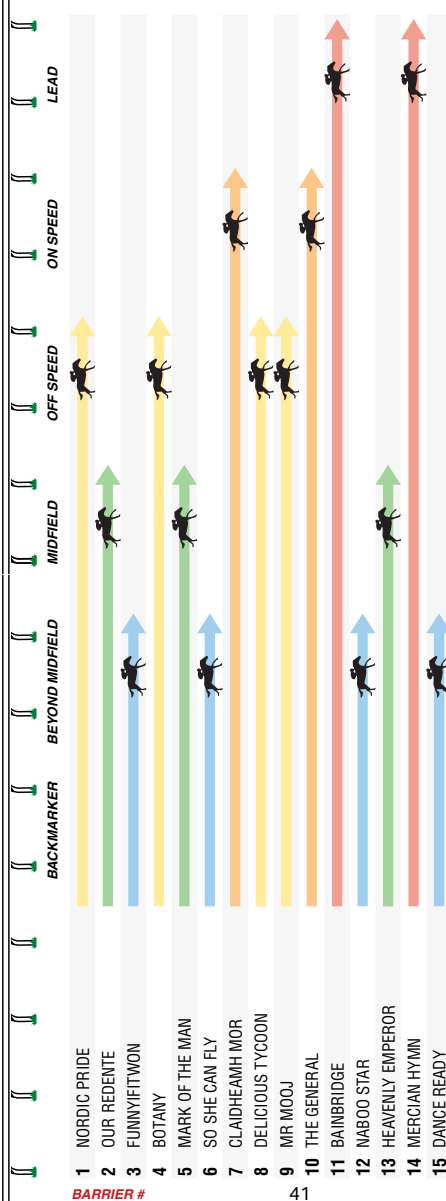 LEAD
ON SPEED
OFF SPEED
MIDFIELD
BEYOND MIDFIELD
BACKMARKER
1 NORDIC PRIDE
2 OUR REDENTE
3 FUNNYIFITWON
4 BOTANY
5 MARK OF THE MAN
6 SO SHE CAN FLY
7 CLAIDHEAMH MOR
8 DELICIOUS TYCOON
9 MR MOOJ
10 THE GENERAL
11 BAINBRIDGE
12 NABOO STAR
13 HEAVENLY EMPEROR
14 MERCIAN HYMN
15 DANCE READY
BARRIER #
41